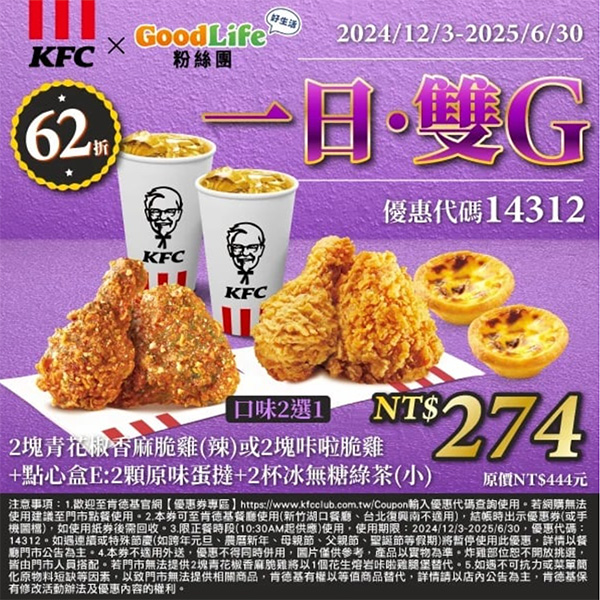 KFC × GoodLife 好生活
粉絲團
2024/12/3-2025/6/30
62折
一日·雙G
優惠代碼14312
KFC
KFC
口味2選1
NT$274
2塊青花椒香麻脆雞(辣)或2塊咔啦脆雞
+點心盒E:2顆原味蛋撻+2杯冰無糖綠茶(小)
原價NT$444元
注意事項：1.歡迎至肯德基官網【優惠券專區】https://www.kfcclub.com.tw/Coupon輸入優惠代碼查詢使用。若網購無法
使用建議至門市點餐使用。2.本券可至肯德基餐廳使用(新竹湖口餐廳、台北復興南不適用)，結帳時出示優惠券(或手
機圖檔)，如使用紙券後需回收。3.限正餐時段(10:30AM起供應)使用，使用期限：2024/12/3-2025/6/30，優惠代碼：
14312。如遇連續或特殊節慶(如跨年元旦、農曆新年、母親節、父親節、聖誕節等假期)將暫停使用此優惠，詳情以餐
廳門市公告為主。4.本券不適用外送，優惠不得同時併用，圖片僅供參考，產品以實物為準。炸雞部位恕不開放挑選，
皆由門市人員搭配。若門市無法提供2塊青花椒香麻脆雞將以1個花生熔岩咔啦雞腿堡替代。5.如遇不可抗力或菜單簡
化原物料短缺等因素，以致門市無法提供相關商品，肯德基有權以等值商品替代，詳情請以店內公告為主，肯德基保
有修改活動辦法及優惠內容的權利。